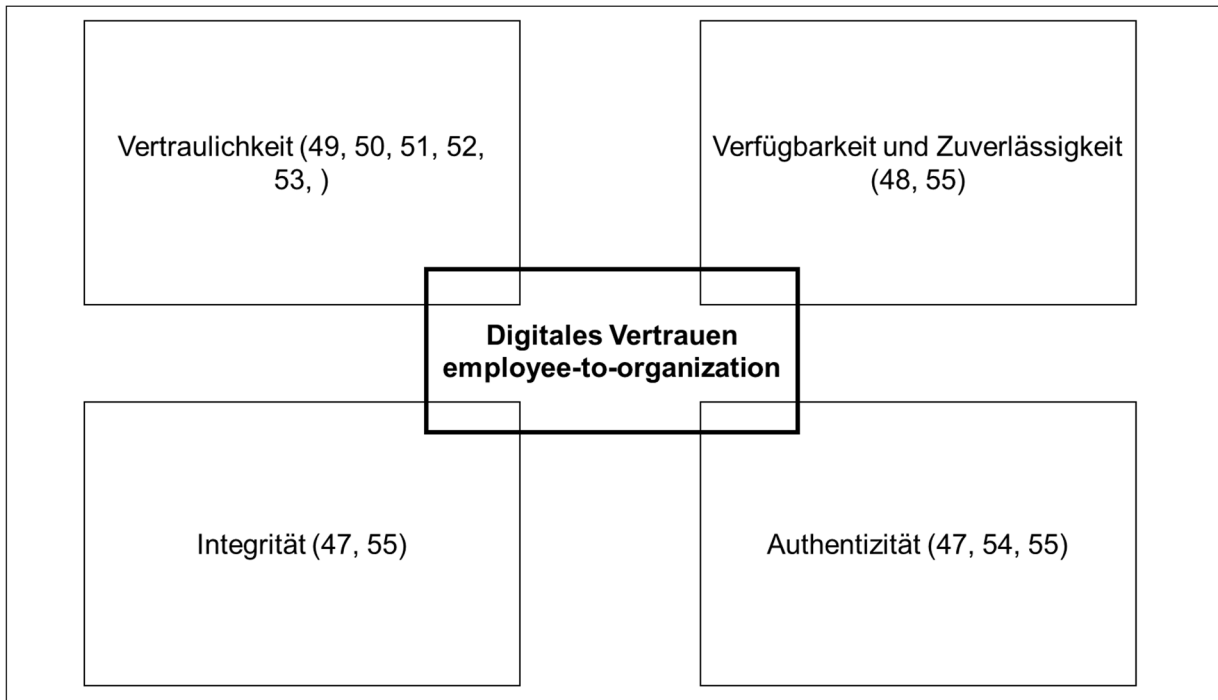 Vertraulichkeit (49, 50, 51, 52,
53, )
Verfügbarkeit und Zuverlässigkeit
(48, 55)
Digitales Vertrauen
employee-to-organization
Integrität (47, 55)
Authentizität (47, 54, 55)